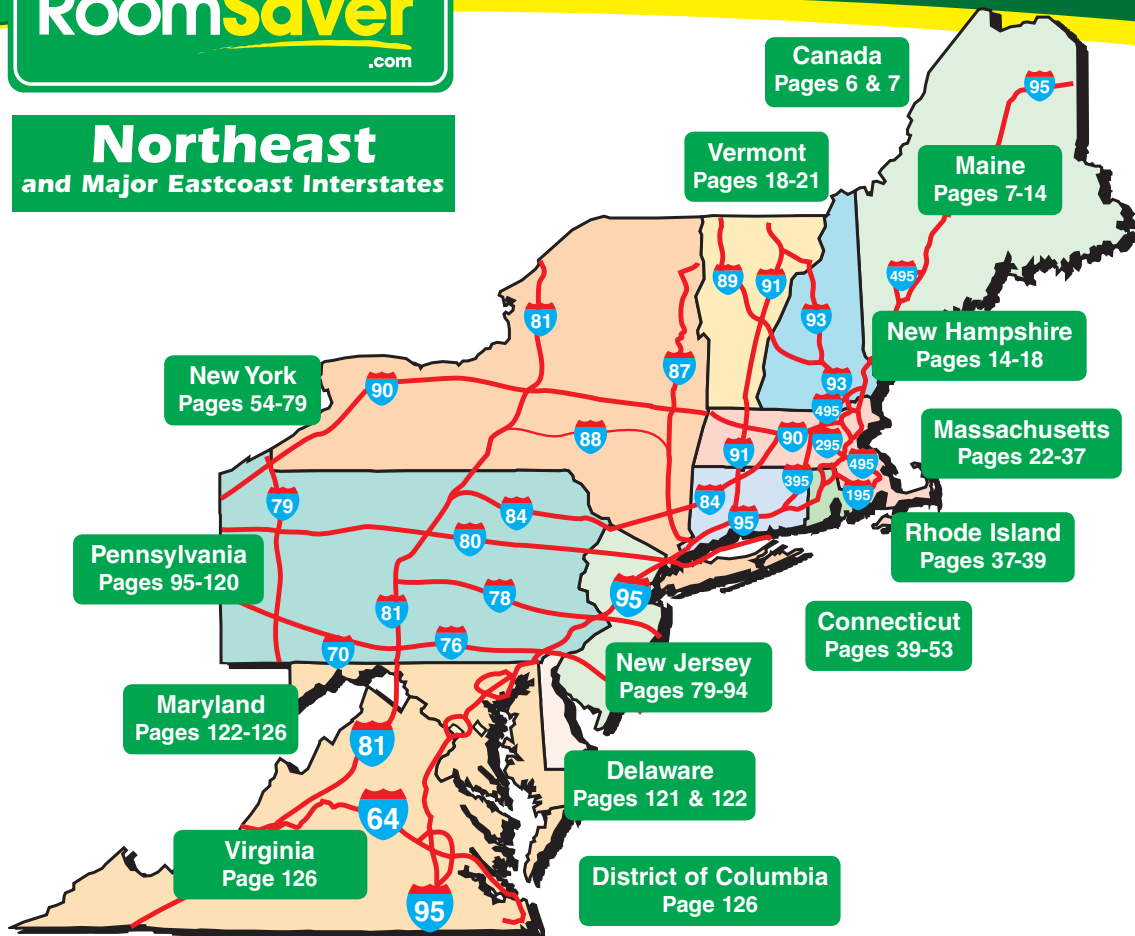 RoomSaver
.com
Northeast
and Major Eastcoast Interstates
Canada
Pages 6 & 7
95
Vermont
Pages 18-21
Maine
Pages 7-14
89
91
495
81
93
New Hampshire
Pages 14-18
87
New York
Pages 54-79
90
93
495
88
90
295
91
Massachusetts
Pages 22-37
495
395
195
79
84
84
95
80
Rhode Island
Pages 37-39
Pennsylvania
Pages 95-120
78
95
81
Connecticut
Pages 39-53
70
76
New Jersey
Pages 79-94
Maryland
Pages 122-126
81
Delaware
Pages 121 & 122
64
Virginia
Page 126
District of Columbia
Page 126
95